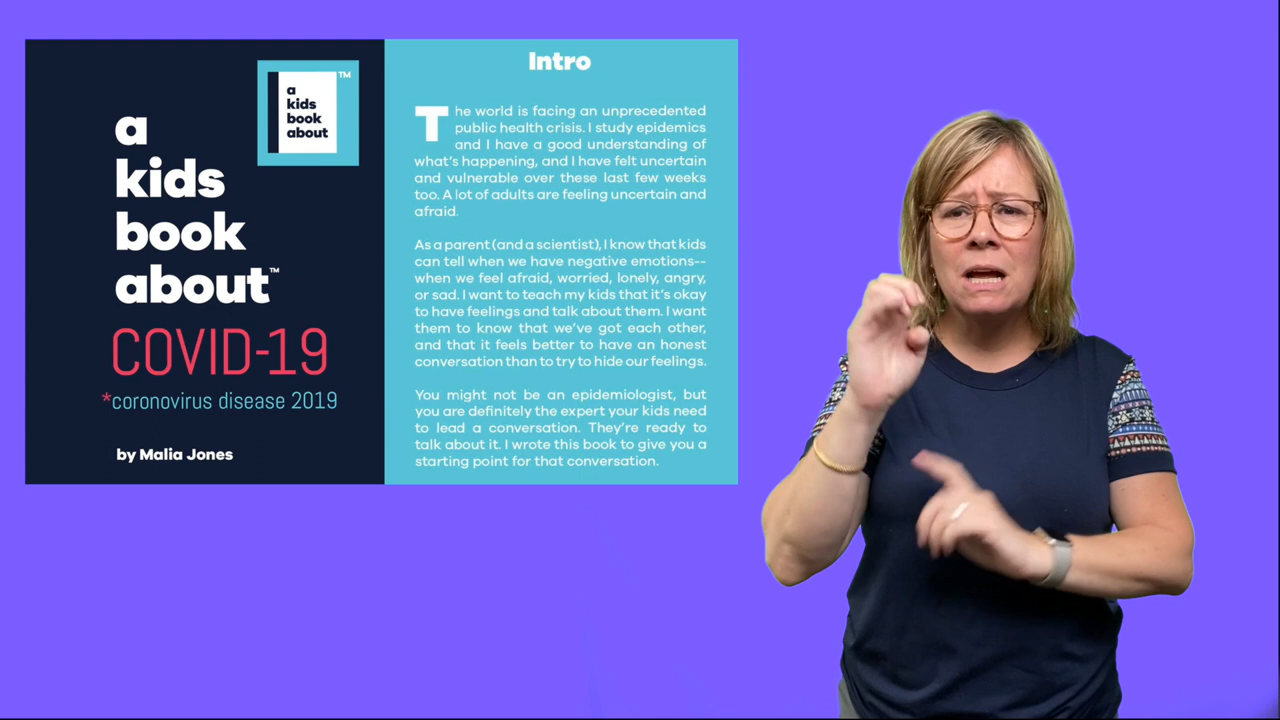 a
kids
book
about™
COVID-19
*coronovirus disease 2019
by Malia Jones
a
kids
book
about
TM
Intro
The world is facing an unprecedented
public health crisis. I study epidemics
and I have a good understanding of
what's happening, and I have felt uncertain
and vulnerable over these last few weeks
too. A lot of adults are feeling uncertain and
afraid.
As a parent (and a scientist), I know that kids
can tell when we have negative emotions--
when we feel afraid, worried, lonely, angry,
or sad. I want to teach my kids that it's okay
to have feelings and talk about them. I want
them to know that we've got each other,
and that it feels better to have an honest
conversation than to try to hide our feelings.
You might not be an epidemiologist, but
you are definitely the expert your kids need
to lead a conversation. They're ready to
talk about it. I wrote this book to give you a
starting point for that conversation.